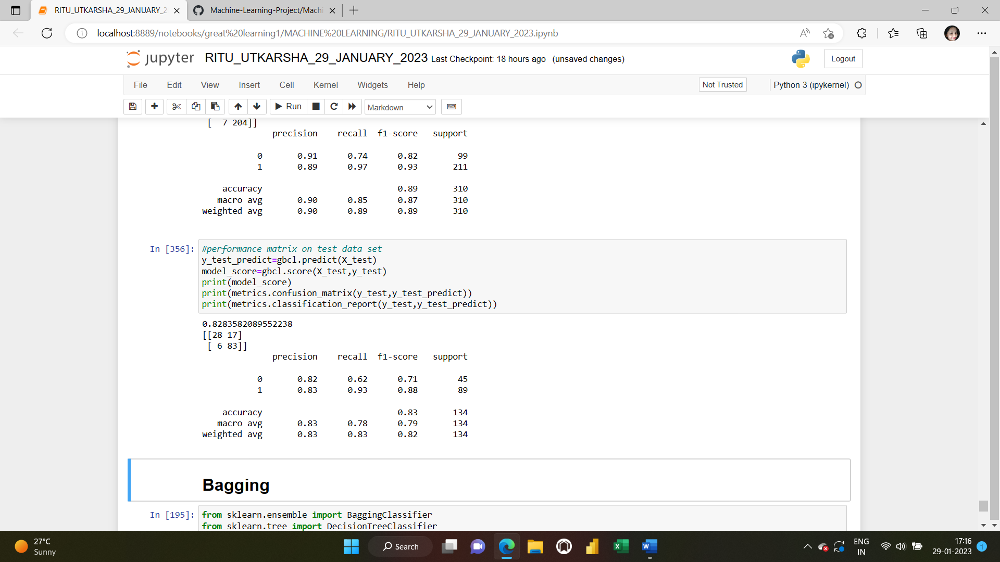 RITU_UTKARSHA_29_JANUARY_2
Machine-Learning-Project/Machi
localhost:8889/notebooks/great%20learning1/MACHINE%20LEARNING/RITU_UTKARSHA_29_JANUARY_2023.ipynb
jupyter RITU_UTKARSHA_29_JANUARY_2023 Last Checkpoint: 18 hours ago (unsaved changes)
Logout
File Edit View Insert Cell Kernel Widgets Help
Not Trusted
Python 3 (ipykernel)
Run
Markdown
[  7 204]]
precision recall f1-score support
0 0.91 0.74 0.82 99
1 0.89 0.97 0.93 211
accuracy 0.89 310
macro avg 0.90 0.85 0.87 310
weighted avg 0.90 0.89 0.89 310
In [356]: #performance matrix on test data set
y_test_predict=gbcl.predict(X_test)
model_score=gbcl.score(X_test,y_test)
print(model_score)
print(metrics.confusion_matrix(y_test,y_test_predict))
print(metrics.classification_report(y_test,y_test_predict))
0.8283582089552238
[[28 17]
[ 6 83]]
precision recall f1-score support
0 0.82 0.62 0.71 45
1 0.83 0.93 0.88 89
accuracy 0.83 134
macro avg 0.83 0.78 0.79 134
weighted avg 0.83 0.83 0.82 134
Bagging
In [195]: from sklearn.ensemble import BaggingClassifier
from sklearn.tree import DecisionTreeClassifier
27°C
Sunny
Search
ENG
IN
17:16
29-01-2023
1